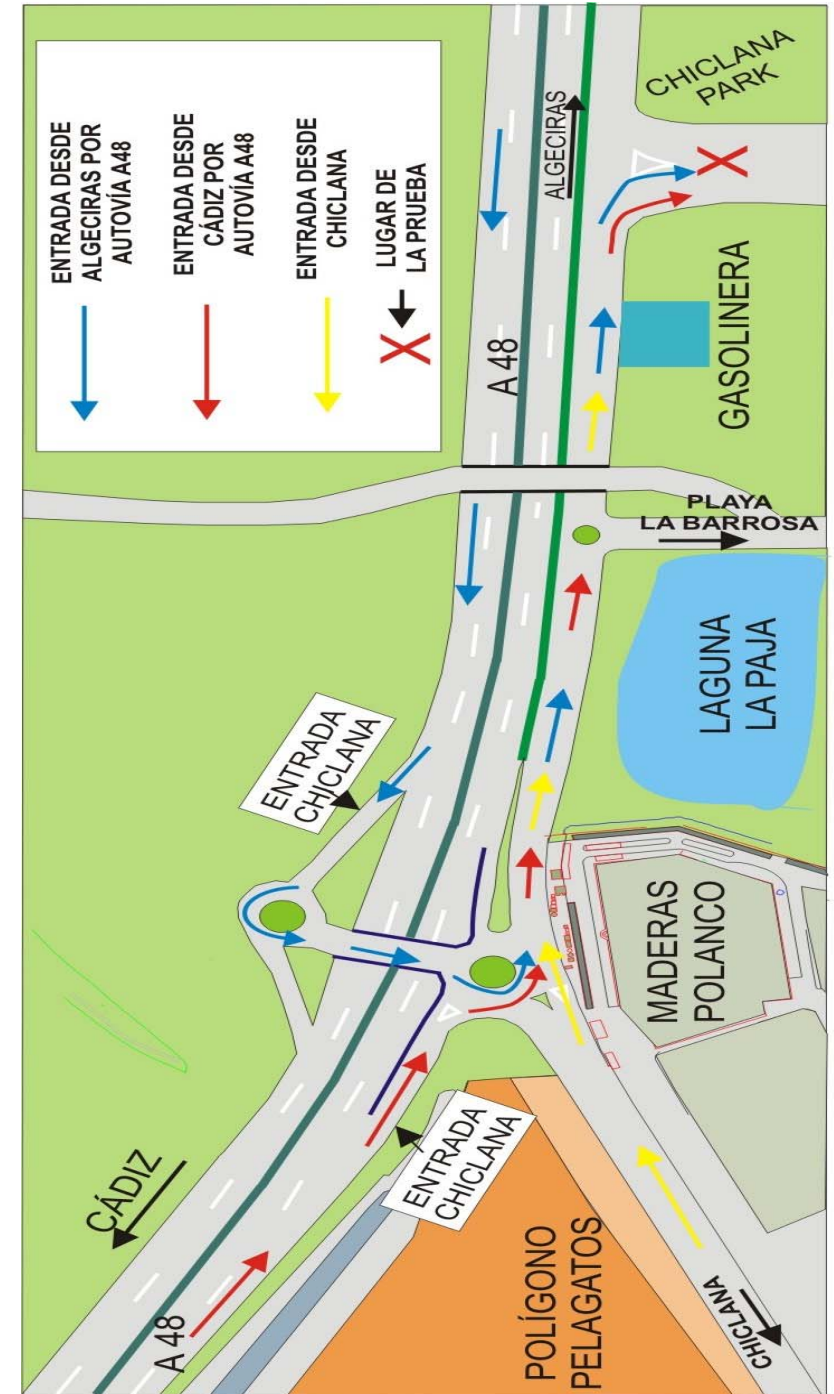 ENTRADA DESDE
ALGECIRAS POR
AUTOVÍA A48
ENTRADA DESDE
CÁDIZ POR
AUTOVÍA A48
ENTRADA DESDE
CHICLANA
LUGAR DE
LA PRUEBA
CHICLANA
PARK
ALGECIRAS
A 48
GASOLINERA
PLAYA
LA BARROSA
LAGUNA
LA PAJA
ENTRADA
CHICLANA
MADERAS
POLANCO
ENTRADA
CHICLANA
CÁDIZ
A 48
POLÍGONO
PELAGATOS
CHICLANA